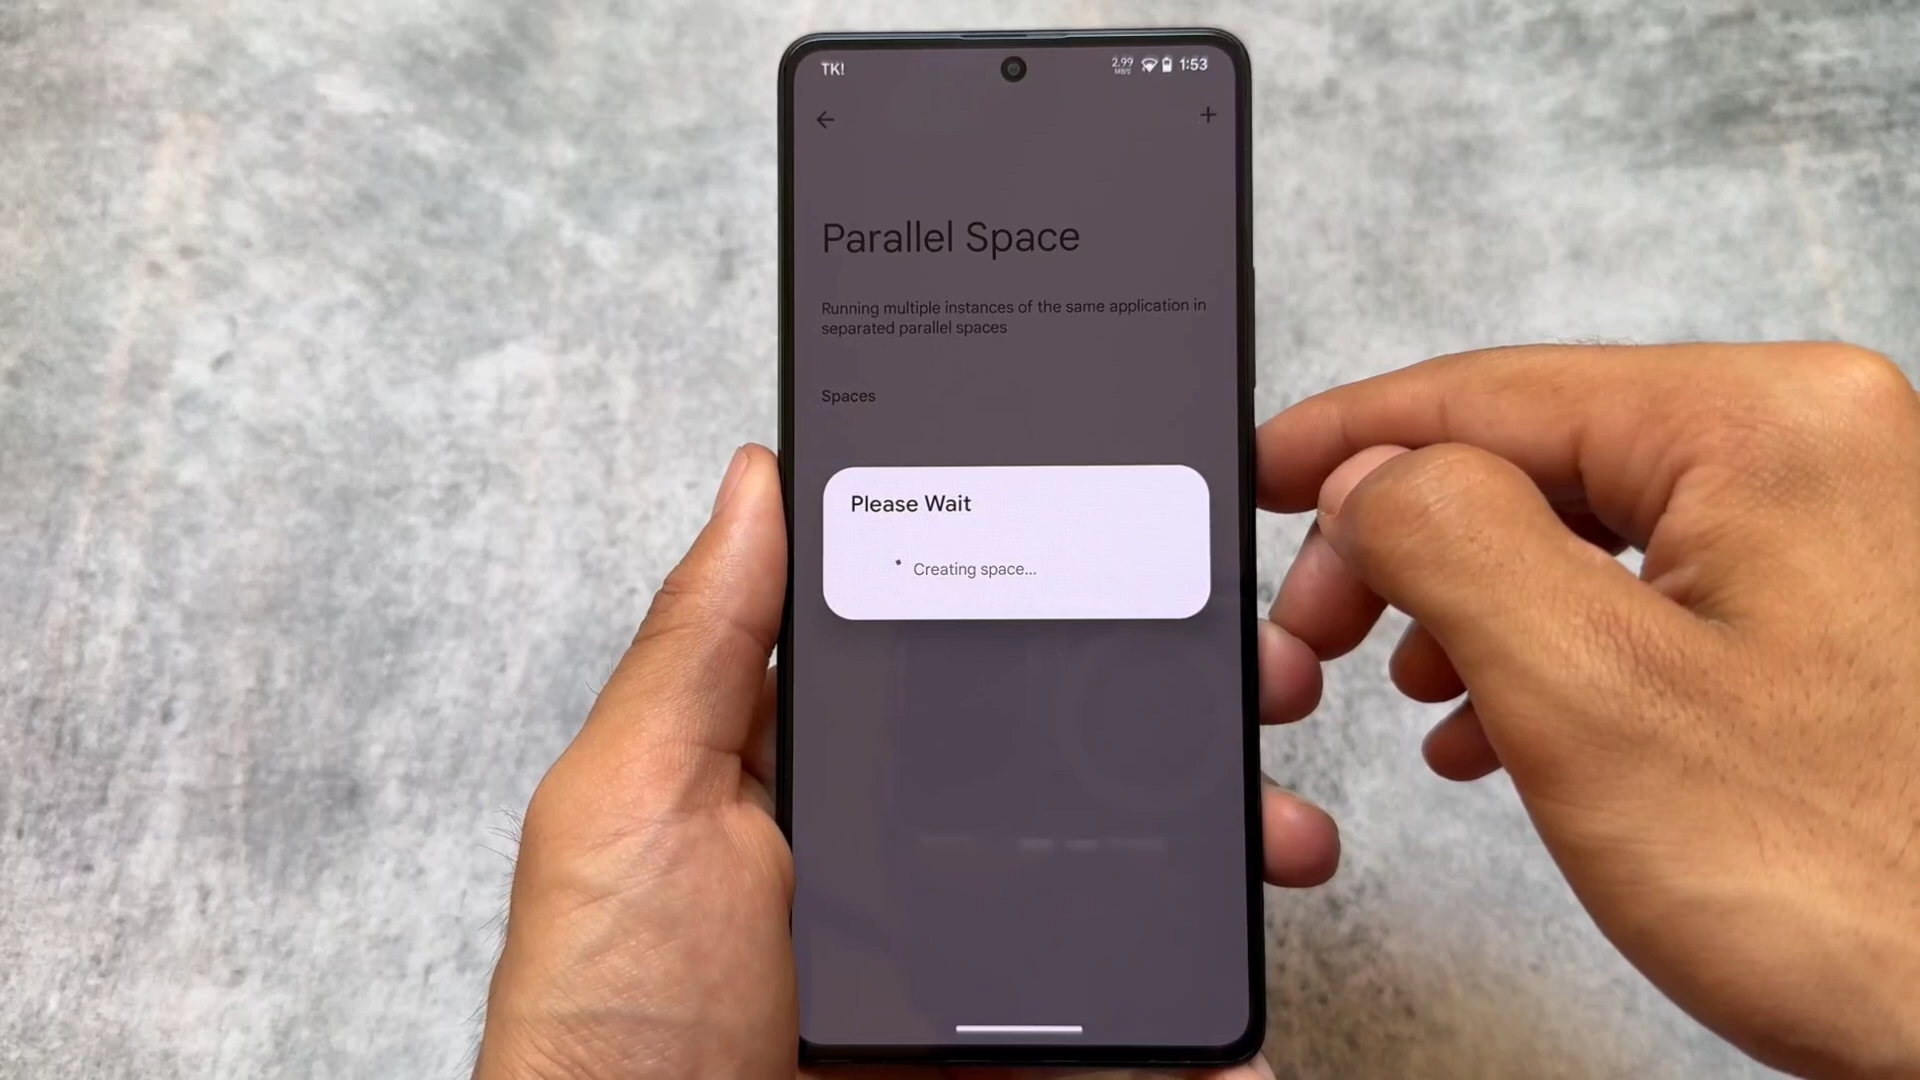 TK!
2.99
MB/S
1:53
Parallel Space
Running multiple instances of the same application in
separated parallel spaces
Spaces
Please Wait
Creating space...